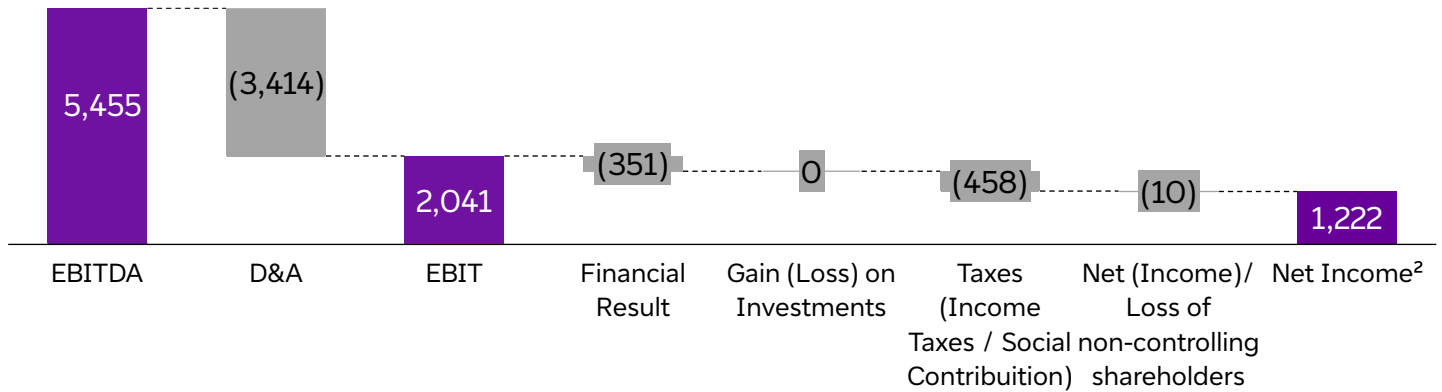 5,455
(3,414)
2,041
(351)
0
(458)
(10)
1,222
EBITDA
D&A
EBIT
Financial
Result
Gain (Loss) on
Investments
Taxes
(Income
Taxes / Social
Contribuition)
Net (Income)/
Loss of
non-controlling
shareholders
Net Income²